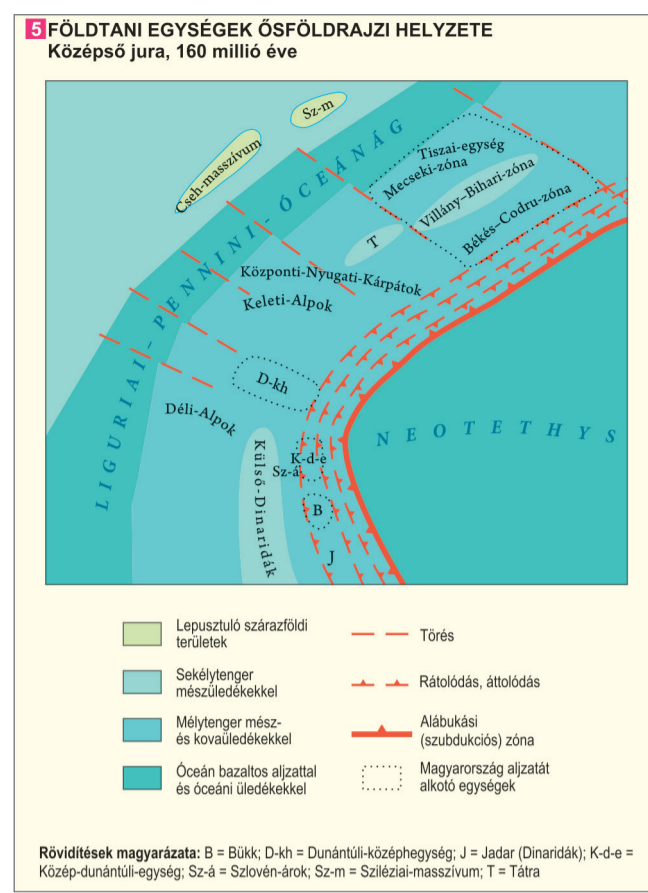 5 FÖLDTANI EGYSÉGEK ŐSFÖLDRAJZI HELYZETE
Középső jura, 160 millió éve
Sz-m
Cseh-masszívum
LIGURIAI-PENNINI-ÓCEÁNÁG
Tiszai-egység
Mecseki-zóna
Villány–Bihari-zóna
Békés–Codru-zóna
T
Központi-Nyugati-Kárpátok
Keleti-Alpok
D-kh
Déli-Alpok
NEOTETHYS
Külső-Dinaridák
K-d-e
Sz-á
B
J
Lepusztuló szárazföldi
területek
Sekélytenger
mészüledékekkel
Mélytenger mész-
és kovaüledékekkel
Óceán bazaltos aljzattal
és óceáni üledékekkel
Törés
Rátolódás, áttolódás
Alábukási
(szubdukciós) zóna
Magyarország aljzatát
alkotó egységek
Rövidítések magyarázata: B = Bükk; D-kh = Dunántúli-középhegység; J = Jadar (Dinaridák); K-d-e =
Közép-dunántúli-egység; Sz-á = Szlovén-árok; Sz-m = Sziléziai-masszívum; T = Tátra